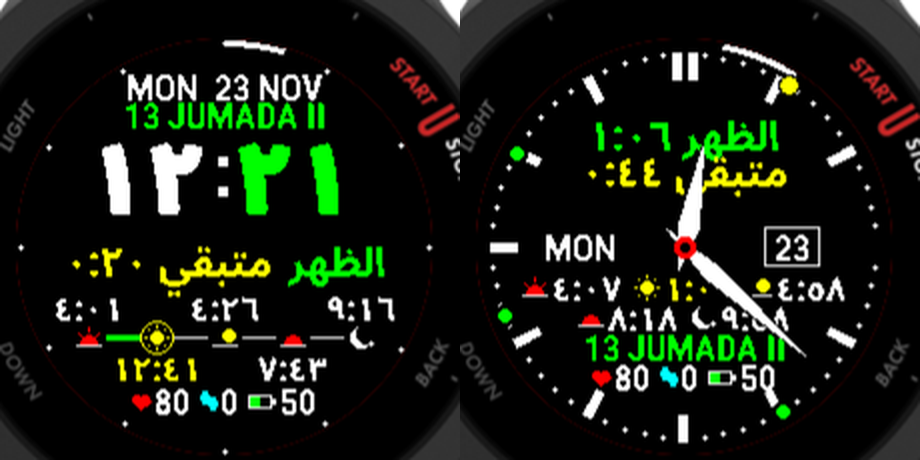 LIGHT
START
DOWN
BACK
MON 23 NOV
13 JUMADA II
١٢:٢١
الظهر متبقي ٠:٢٠
٤:٠١ ٤:٢٦ ٩:١٦
١٢:٤١ ٧:٤٣
80 0 50
LIGHT
START
DOWN
BACK
الظهر ١:٠٦
متبقي ٠:٤٤
MON 23
٤:٠٧ ٤:٥٨
٨:١٨
13 JUMADA II
80 0 50